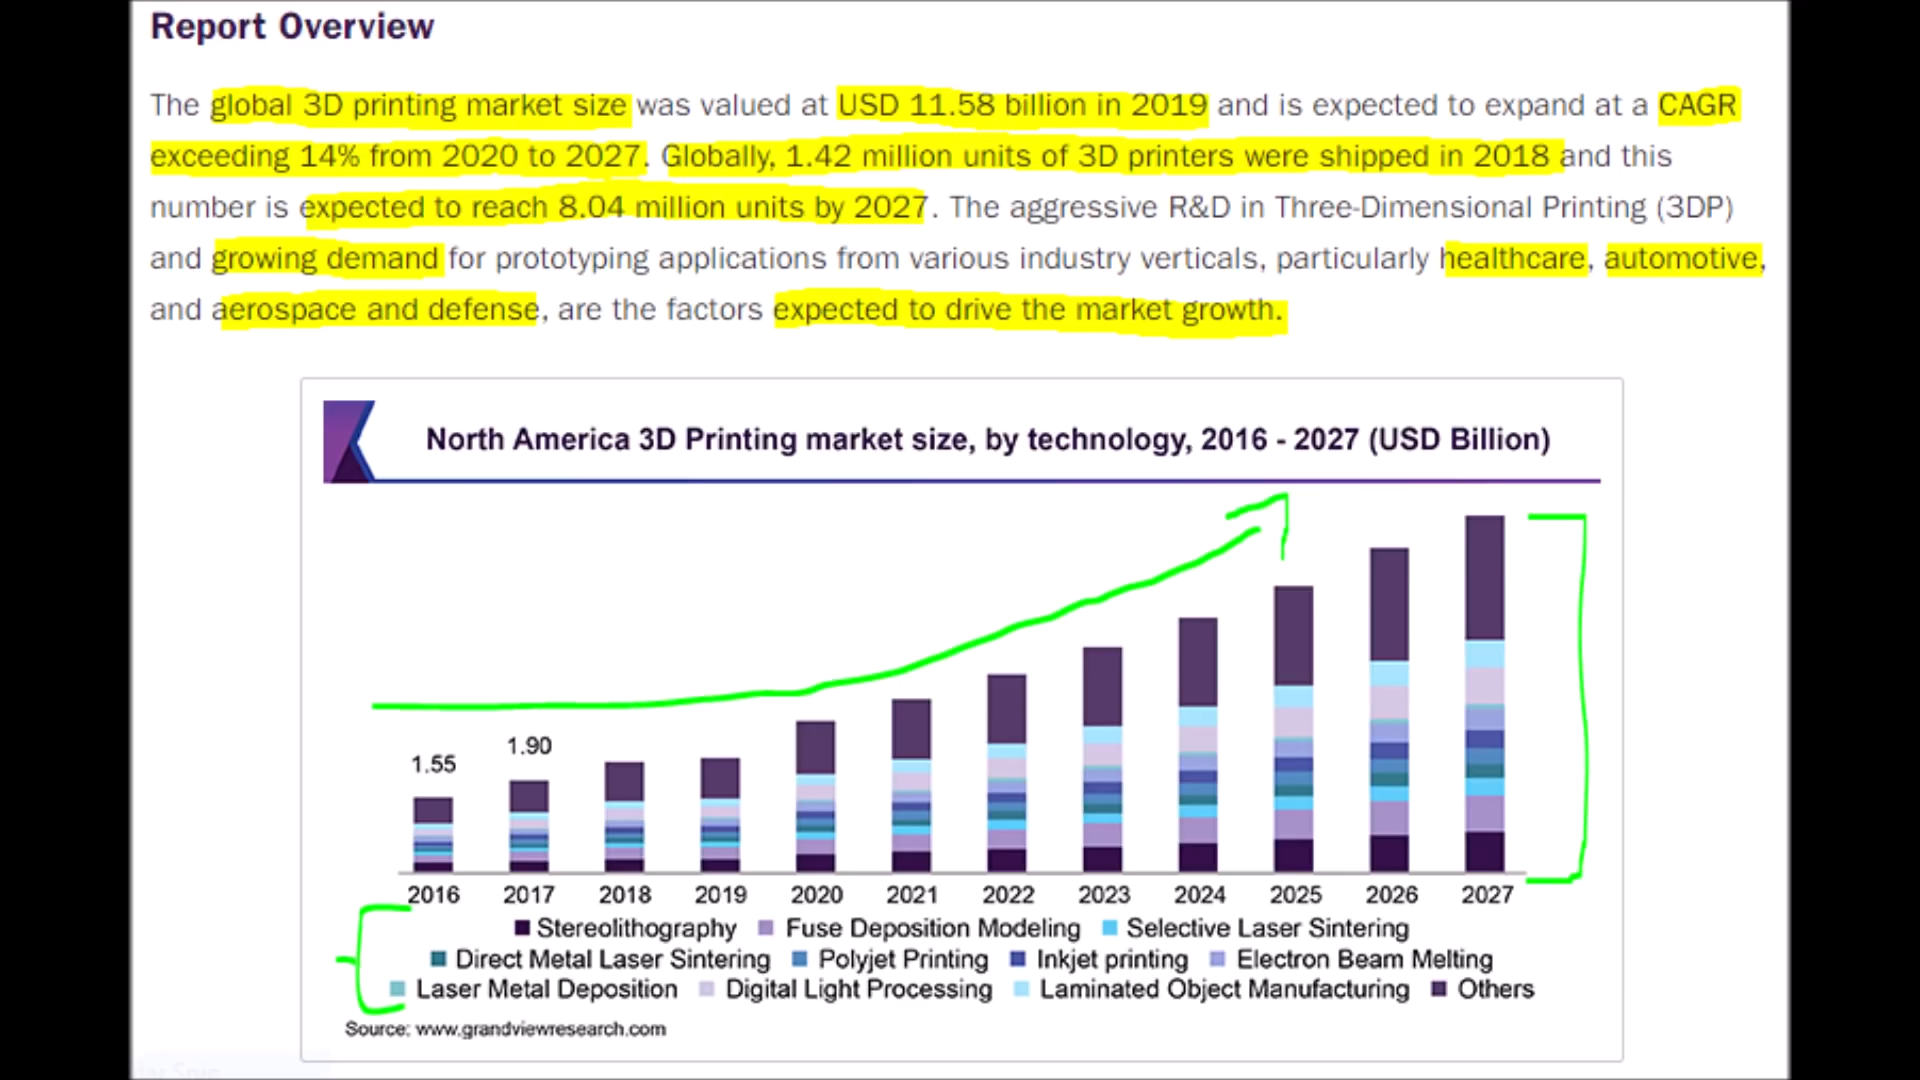 Report Overview
The global 3D printing market size was valued at USD 11.58 billion in 2019 and is expected to expand at a CAGR
exceeding 14% from 2020 to 2027. Globally, 1.42 million units of 3D printers were shipped in 2018 and this
number is expected to reach 8.04 million units by 2027. The aggressive R&D in Three-Dimensional Printing (3DP)
and growing demand for prototyping applications from various industry verticals, particularly healthcare, automotive,
and aerospace and defense, are the factors expected to drive the market growth.
North America 3D Printing market size, by technology, 2016 - 2027 (USD Billion)
1.55
1.90
2016 2017 2018 2019 2020 2021 2022 2023 2024 2025 2026 2027
Stereolithography Fuse Deposition Modeling Selective Laser Sintering
Direct Metal Laser Sintering Polyjet Printing Inkjet printing Electron Beam Melting
Laser Metal Deposition Digital Light Processing Laminated Object Manufacturing Others
Source: www.grandviewresearch.com